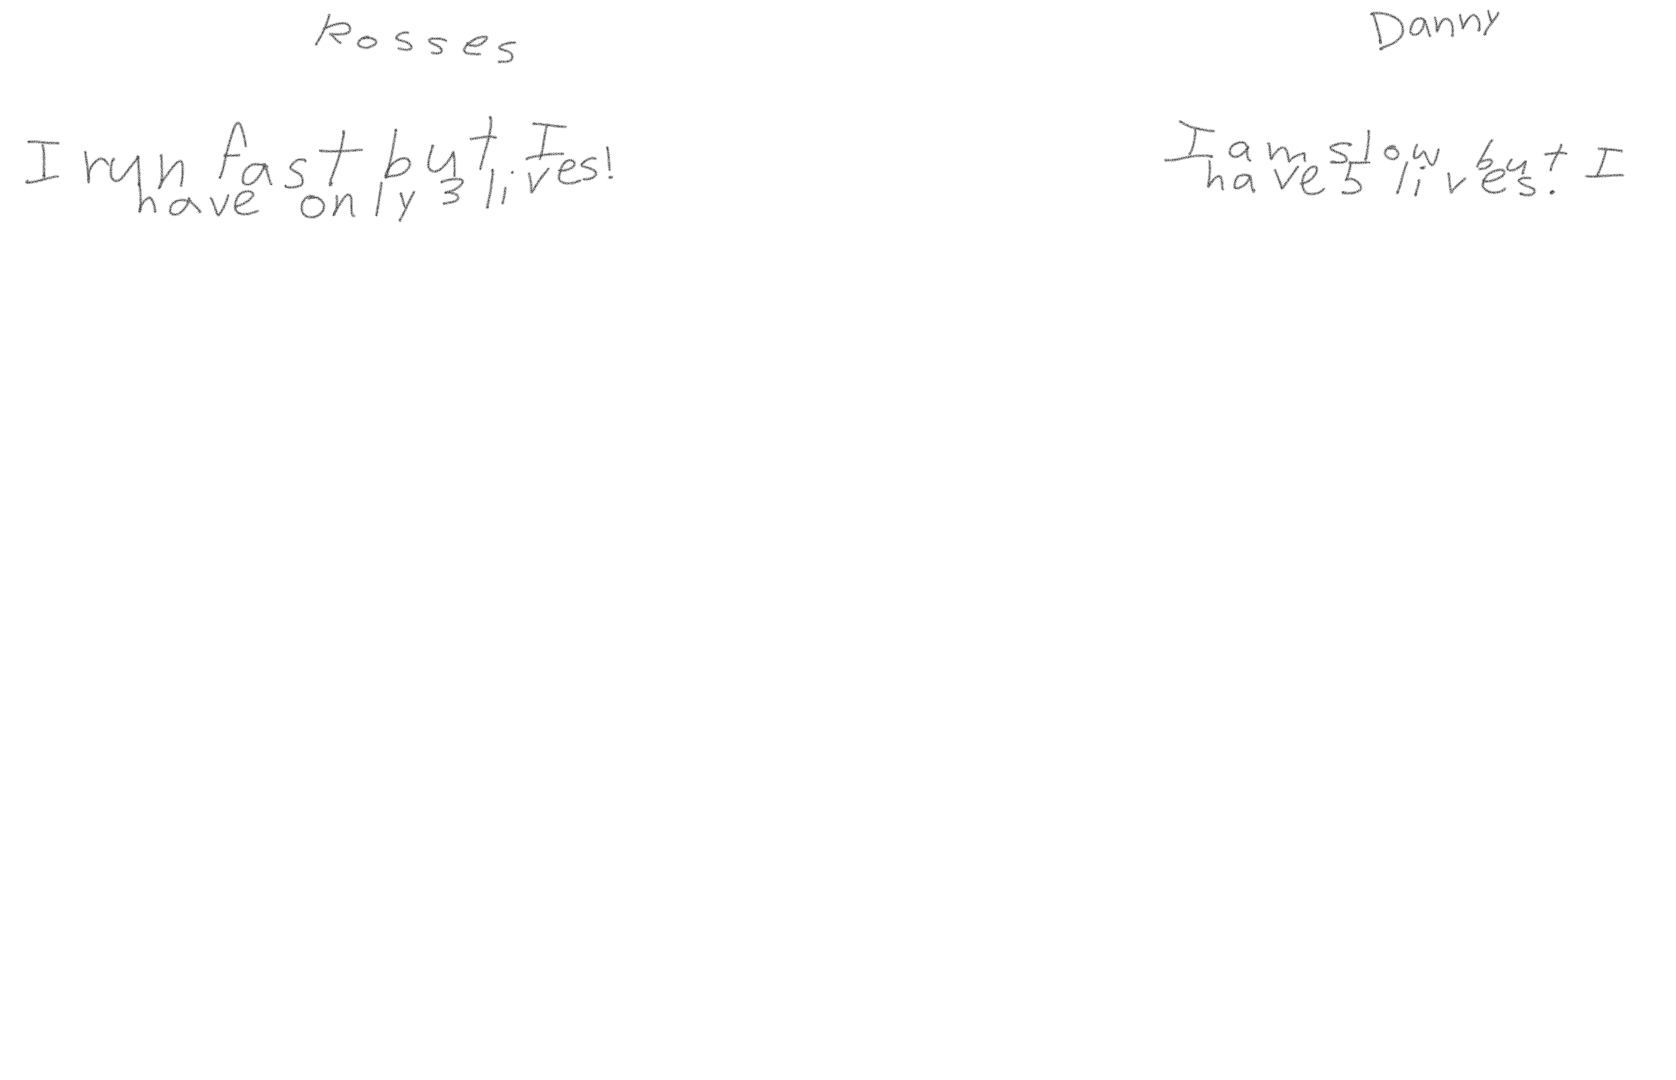 Rosses
I run fast but I
have only 3 lives!
Danny
I am slow but I
have 5 lives.